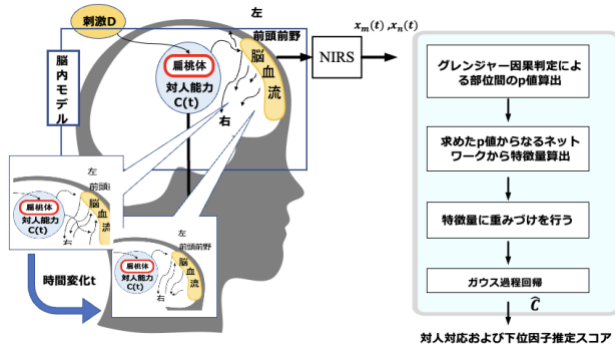 左
刺激D
前頭前野
脳内モデル
扁桃体
対人能力
C(t)
脳血流
右
NIRS
x_m(t) ,x_n(t)
左
前頭
扁桃体
対人能力
C(t)
脳血流
右
左
前頭前野
扁桃体
対人能力
C(t)
脳血流
右
時間変化t
グレンジャー因果判定によ
る部位間のp値算出
求めたp値からなるネット
ワークから特徴量算出
特徴量に重みづけを行う
ガウス過程回帰
Ĉ
対人対応および下位因子推定スコア